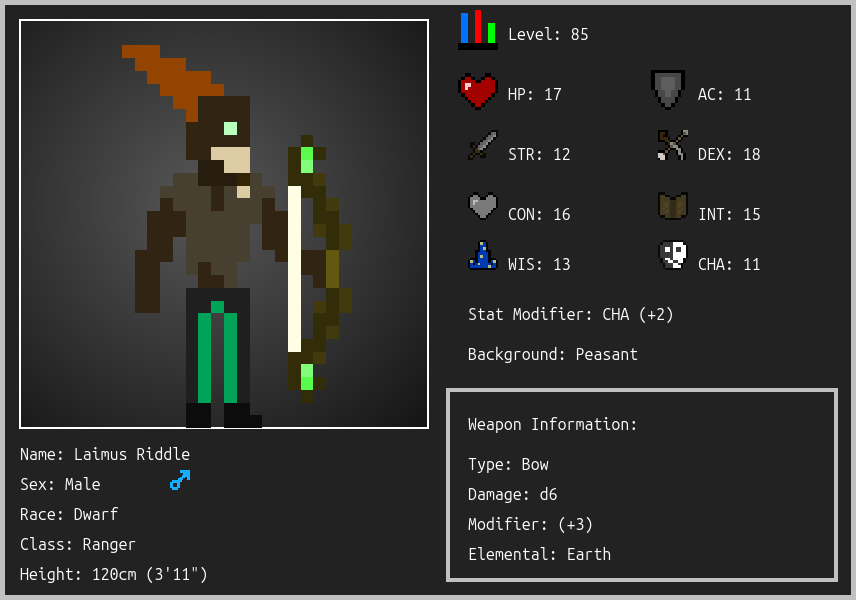 Level: 85
HP: 17
AC: 11
STR: 12
DEX: 18
CON: 16
INT: 15
WIS: 13
CHA: 11
Stat Modifier: CHA (+2)
Background: Peasant
Weapon Information:
Type: Bow
Damage: d6
Modifier: (+3)
Elemental: Earth
Name: Laimus Riddle
Sex: Male
Race: Dwarf
Class: Ranger
Height: 120cm (3'11")